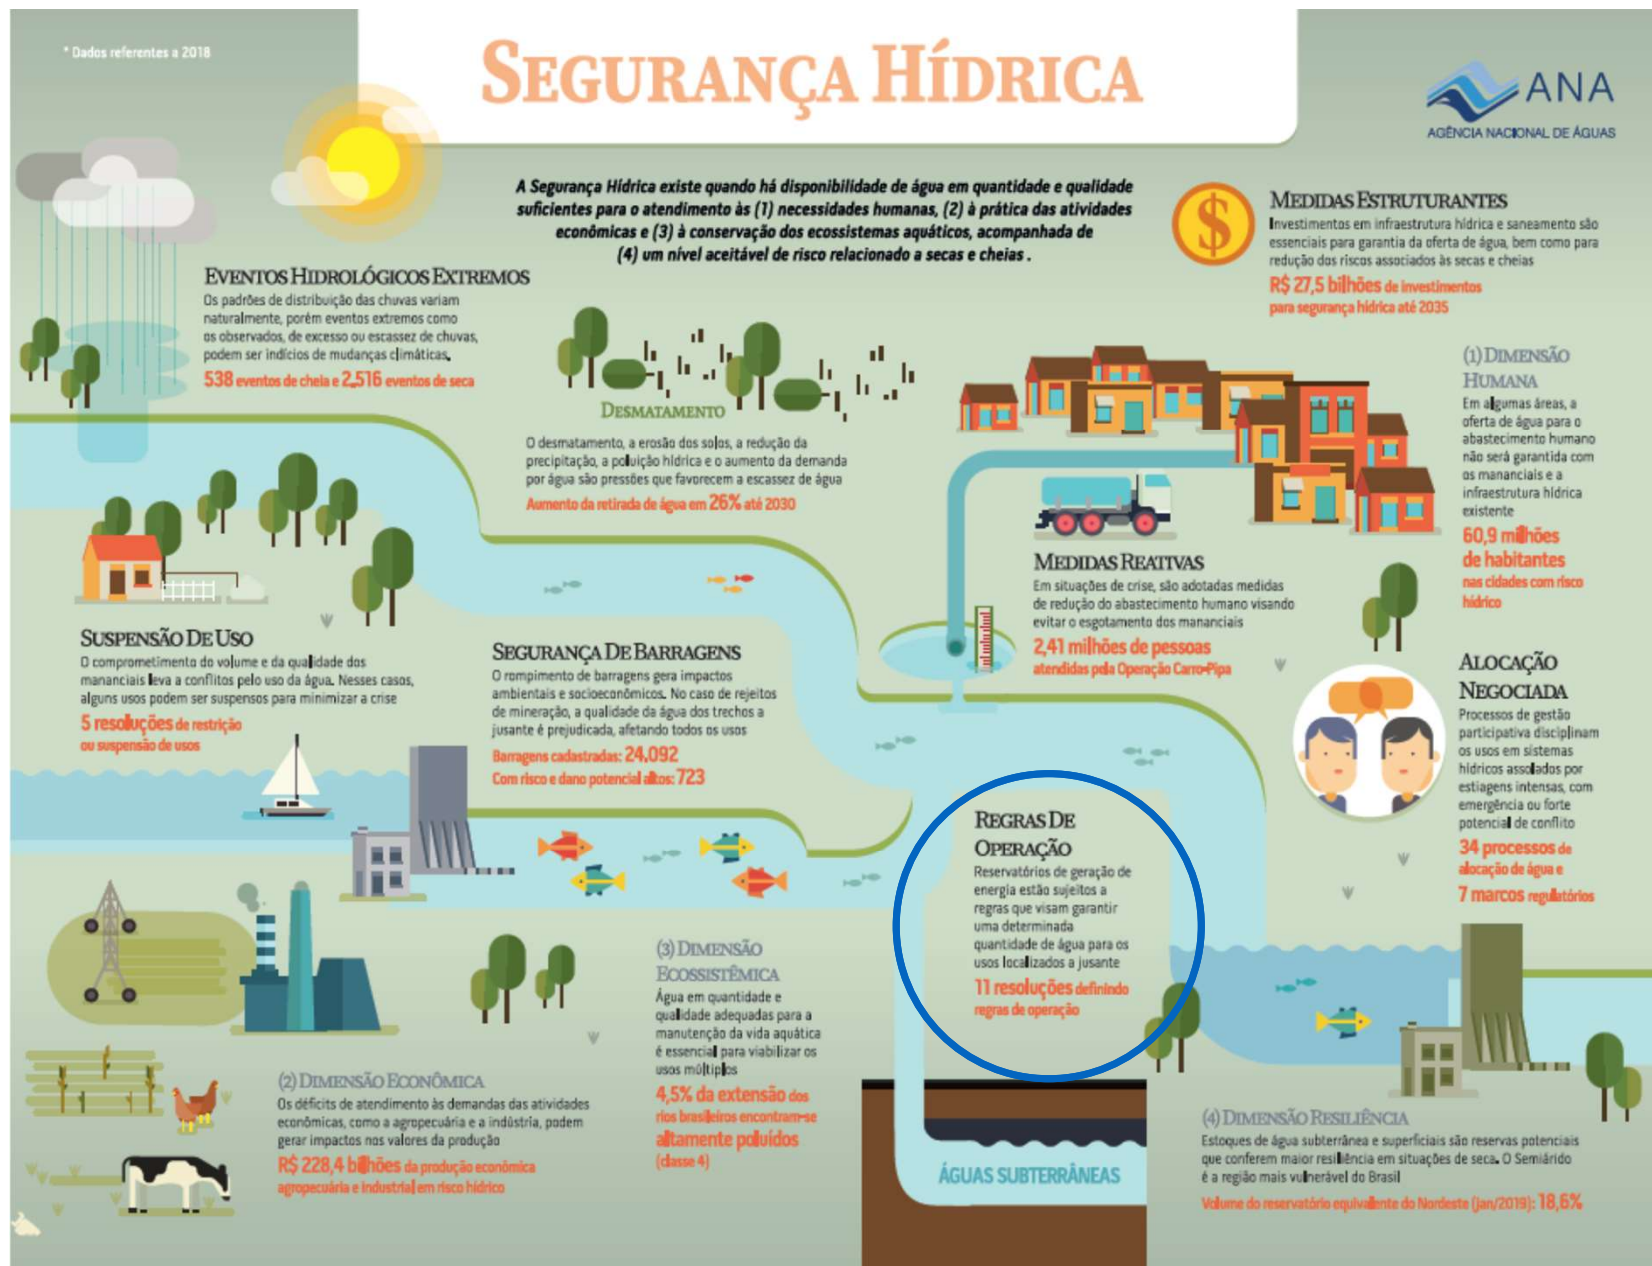 * Dados referentes a 2018
SEGURANÇA HÍDRICA
ANA
AGÊNCIA NACIONAL DE ÁGUAS
A Segurança Hídrica existe quando há disponibilidade de água em quantidade e qualidade
suficientes para o atendimento às (1) necessidades humanas, (2) à prática das atividades
econômicas e (3) à conservação dos ecossistemas aquáticos, acompanhada de
(4) um nível aceitável de risco relacionado a secas e cheias .
MEDIDAS ESTRUTURANTES
Investimentos em infraestrutura hídrica e saneamento são
essenciais para garantia da oferta de água, bem como para
redução dos riscos associados às secas e cheias
R$ 27,5 bilhões de investimentos
para segurança hídrica até 2035
EVENTOS HIDROLÓGICOS EXTREMOS
Os padrões de distribuição das chuvas variam
naturalmente, porém eventos extremos como
os observados, de excesso ou escassez de chuvas,
podem ser indícios de mudanças climáticas.
538 eventos de cheia e 2.516 eventos de seca
DESMATAMENTO
O desmatamento, a erosão dos solos, a redução da
precipitação, a poluição hídrica e o aumento da demanda
por água são pressões que favorecem a escassez de água
Aumento da retirada de água em 26% até 2030
(1) DIMENSÃO
HUMANA
Em algumas áreas, a
oferta de água para o
abastecimento humano
não será garantida com
os mananciais e a
infraestrutura hídrica
existente
60,9 milhões
de habitantes
nas cidades com risco
hídrico
MEDIDAS REATIVAS
Em situações de crise, são adotadas medidas
de redução do abastecimento humano visando
evitar o esgotamento dos mananciais
2,41 milhões de pessoas
atendidas pela Operação Carro-Pipa
SUSPENSÃO DE USO
O comprometimento do volume e da qualidade dos
mananciais leva a conflitos pelo uso da água. Nesses casos,
alguns usos podem ser suspensos para minimizar a crise
5 resoluções de restrição
ou suspensão de usos
SEGURANÇA DE BARRAGENS
O rompimento de barragens gera impactos
ambientais e socioeconômicos. No caso de rejeitos
de mineração, a qualidade da água dos trechos a
jusante é prejudicada, afetando todos os usos
Barragens cadastradas: 24.092
Com risco e dano potencial altos: 723
ALOCAÇÃO
NEGOCIADA
Processos de gestão
participativa disciplinam
os usos em sistemas
hídricos assolados por
estiagens intensas, com
emergência ou forte
potencial de conflito
34 processos de
alocação de água e
7 marcos regulatórios
REGRAS DE
OPERAÇÃO
Reservatórios de geração de
energia estão sujeitos a
regras que visam garantir
uma determinada
quantidade de água para os
usos localizados a jusante
11 resoluções definindo
regras de operação
(3) DIMENSÃO
ECOSSISTÊMICA
Água em quantidade e
qualidade adequadas para a
manutenção da vida aquática
é essencial para viabilizar os
usos múltiplos
4,5% da extensão dos
rios brasileiros encontram-se
altamente poluídos
(classe 4)
(2) DIMENSÃO ECONÔMICA
Os déficits de atendimento às demandas das atividades
econômicas, como a agropecuária e a indústria, podem
gerar impactos nos valores da produção
R$ 228,4 bilhões da produção econômica
agropecuária e industrial em risco hídrico
ÁGUAS SUBTERRÂNEAS
(4) DIMENSÃO RESILIÊNCIA
Estoques de água subterrânea e superficiais são reservas potenciais
que conferem maior resiliência em situações de seca. O Semiárido
é a região mais vulnerável do Brasil
Volume do reservatório equivalente do Nordeste (jan/2019): 18,6%